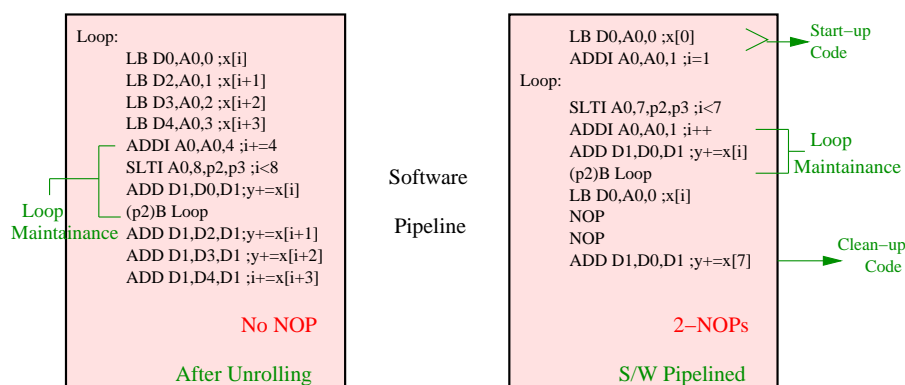 Loop:
LB D0,A0,0 ;x[i]
LB D2,A0,1 ;x[i+1]
LB D3,A0,2 ;x[i+2]
LB D4,A0,3 ;x[i+3]
ADDI A0,A0,4 ;i+=4
SLTI A0,8,p2,p3 ;i<8
ADD D1,D0,D1;y+=x[i]
(p2)B Loop
ADD D1,D2,D1;y+=x[i+1]
ADD D1,D3,D1 ;y+=x[i+2]
ADD D1,D4,D1 ;i+=x[i+3]
Loop
Maintainance
No NOP
After Unrolling
Software
Pipeline
LB D0,A0,0 ;x[0]
ADDI A0,A0,1 ;i=1
Loop:
SLTI A0,7,p2,p3 ;i<7
ADDI A0,A0,1 ;i++
ADD D1,D0,D1 ;y+=x[i]
(p2)B Loop
LB D0,A0,0 ;x[i]
NOP
NOP
ADD D1,D0,D1 ;y+=x[7]
2−NOPs
S/W Pipelined
Start−up
Code
Loop
Maintainance
Clean−up
Code